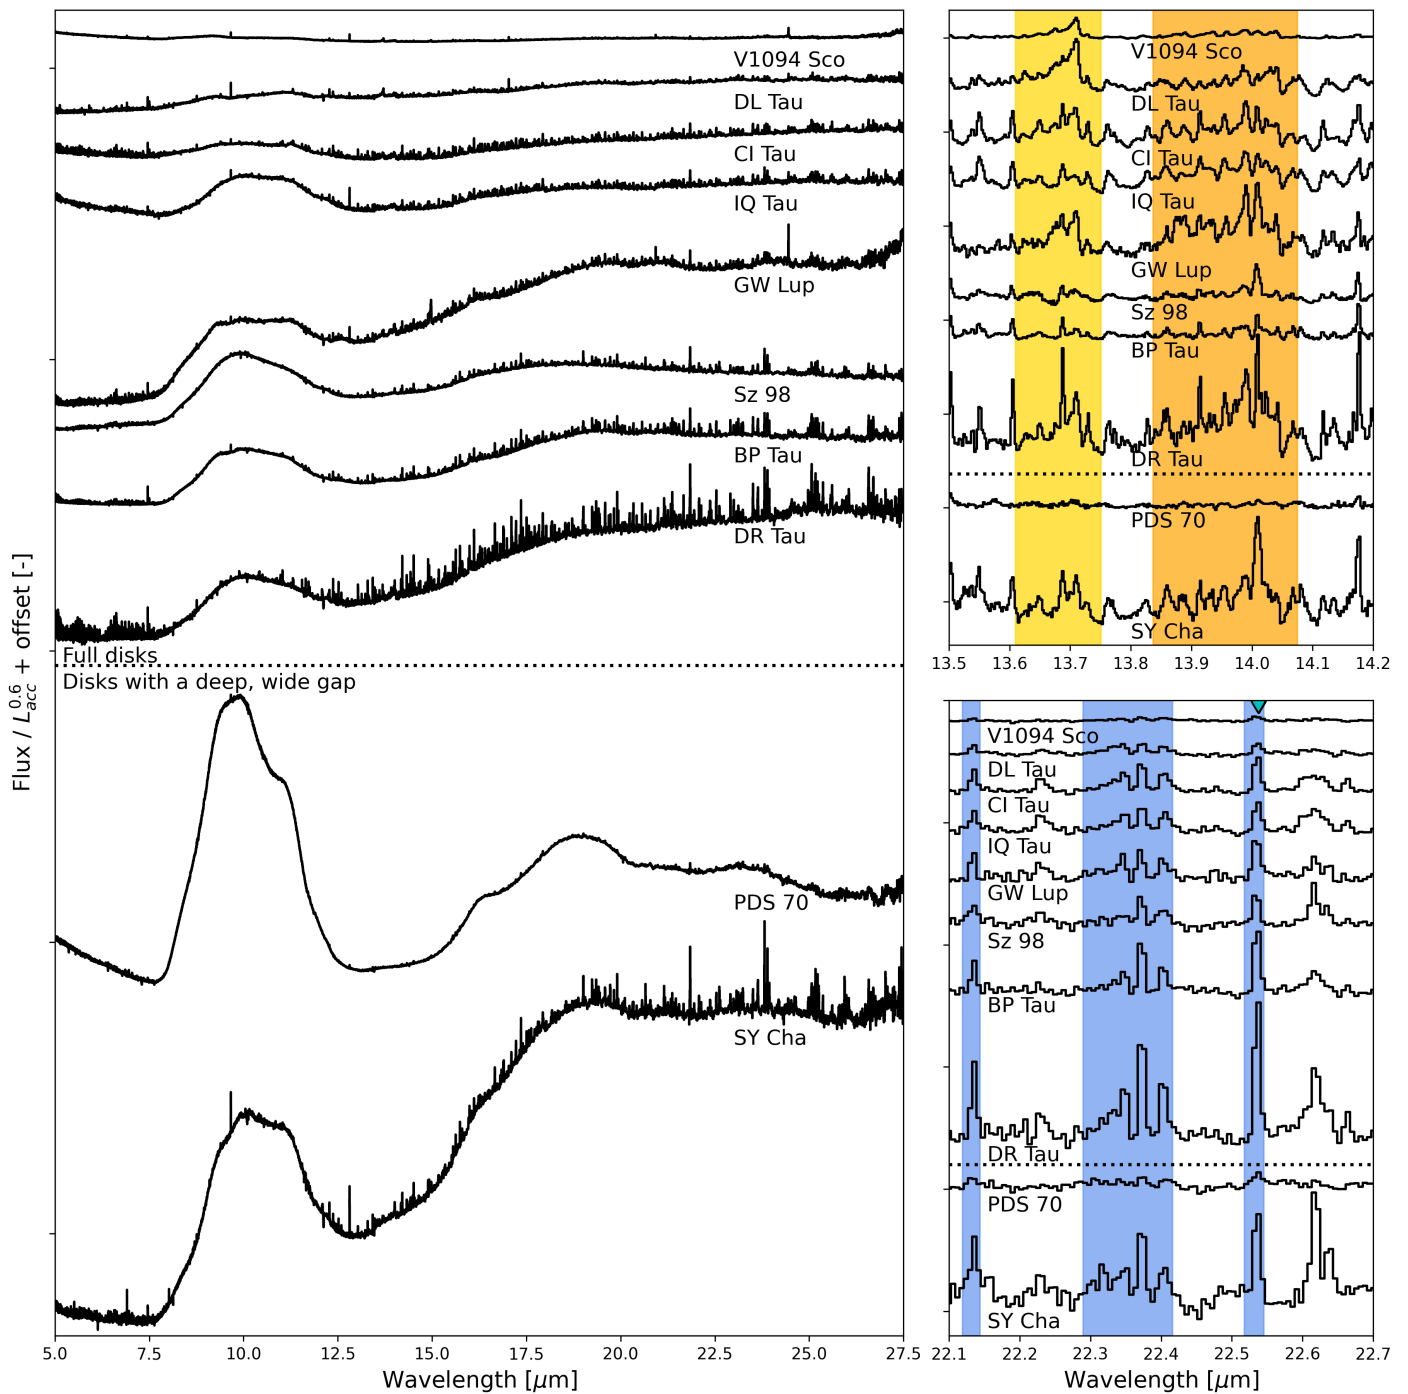 Flux / L_acc^0.6 + offset [-]
V1094 Sco
DL Tau
CI Tau
IQ Tau
GW Lup
Sz 98
BP Tau
DR Tau
Full disks
Disks with a deep, wide gap
PDS 70
SY Cha
5.0 7.5 10.0 12.5 15.0 17.5 20.0 22.5 25.0 27.5
Wavelength [μm]
V1094 Sco
DL Tau
CI Tau
IQ Tau
GW Lup
Sz 98
BP Tau
DR Tau
PDS 70
SY Cha
13.5 13.6 13.7 13.8 13.9 14.0 14.1 14.2
V1094 Sco
DL Tau
CI Tau
IQ Tau
GW Lup
Sz 98
BP Tau
DR Tau
PDS 70
SY Cha
22.1 22.2 22.3 22.4 22.5 22.6 22.7
Wavelength [μm]